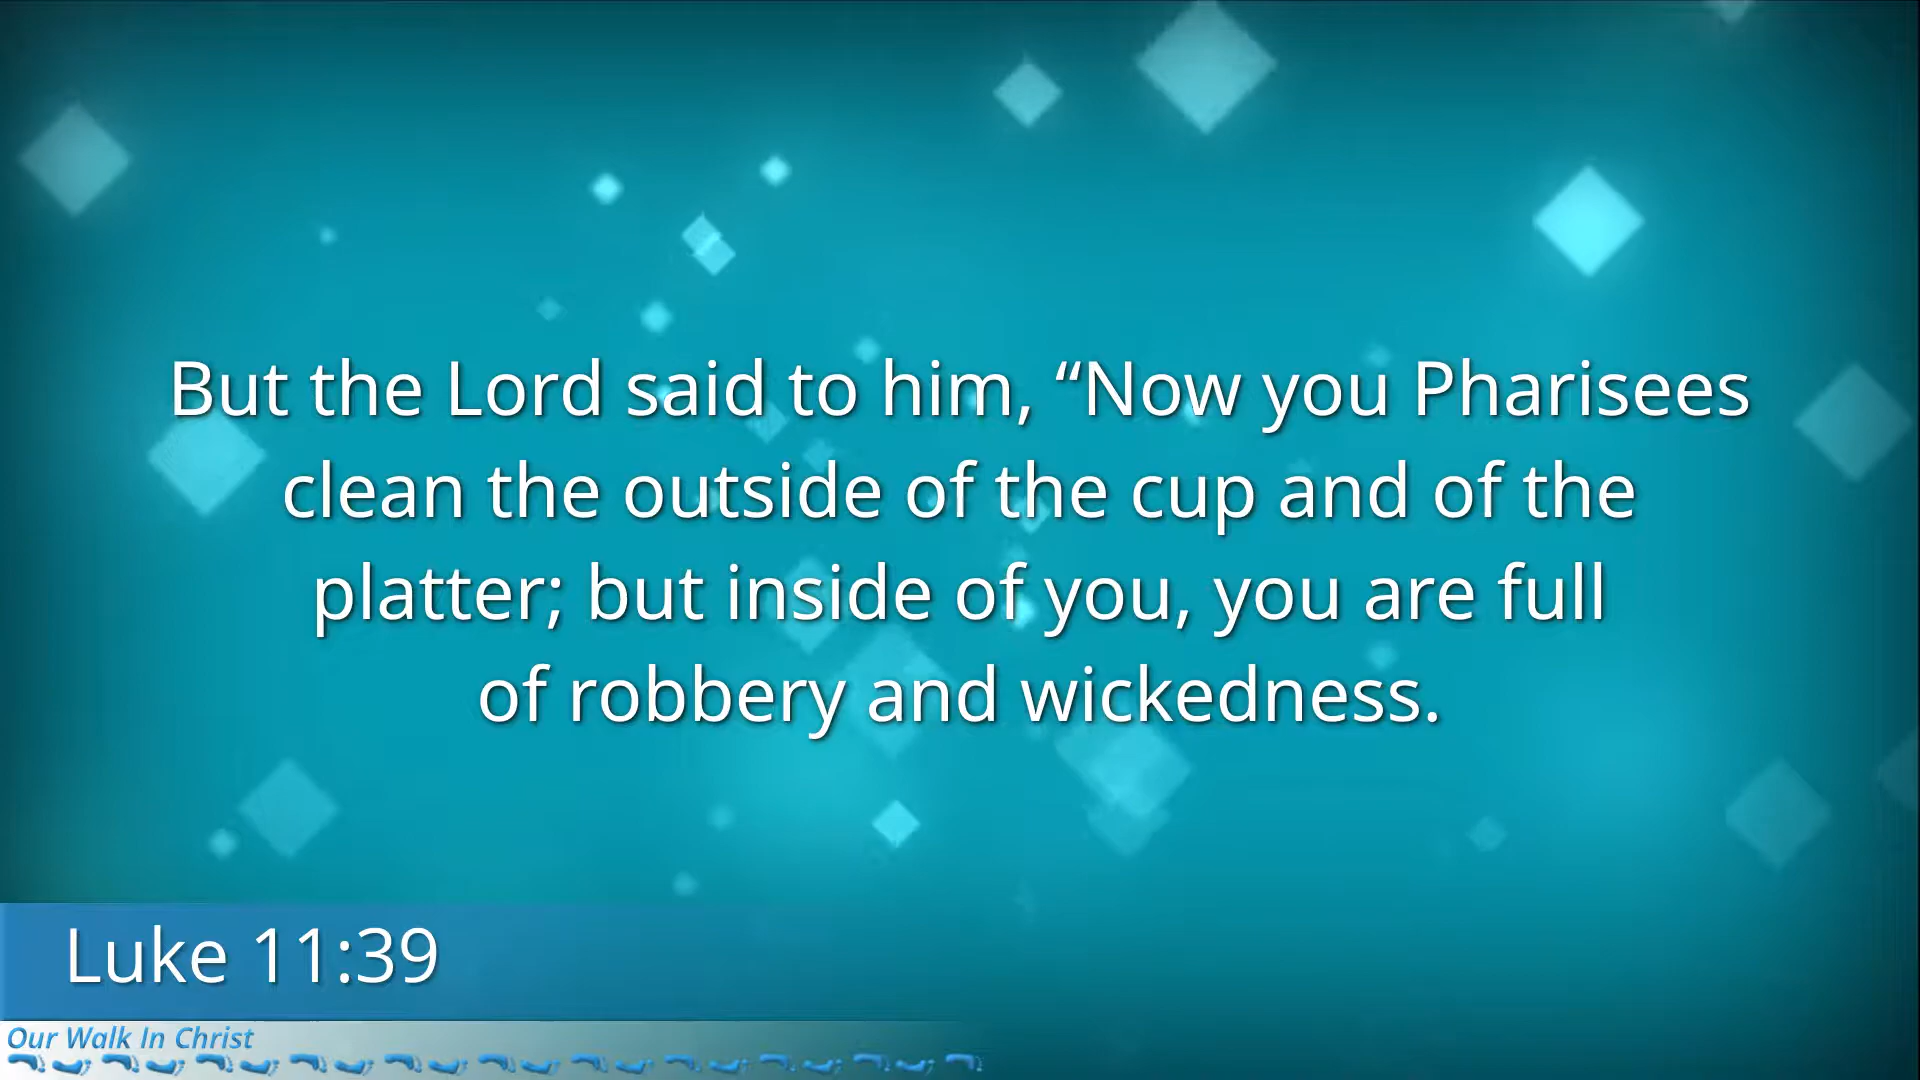 But the Lord said to him, “Now you Pharisees
clean the outside of the cup and of the
platter; but inside of you, you are full
of robbery and wickedness.
Luke 11:39
Our Walk In Christ